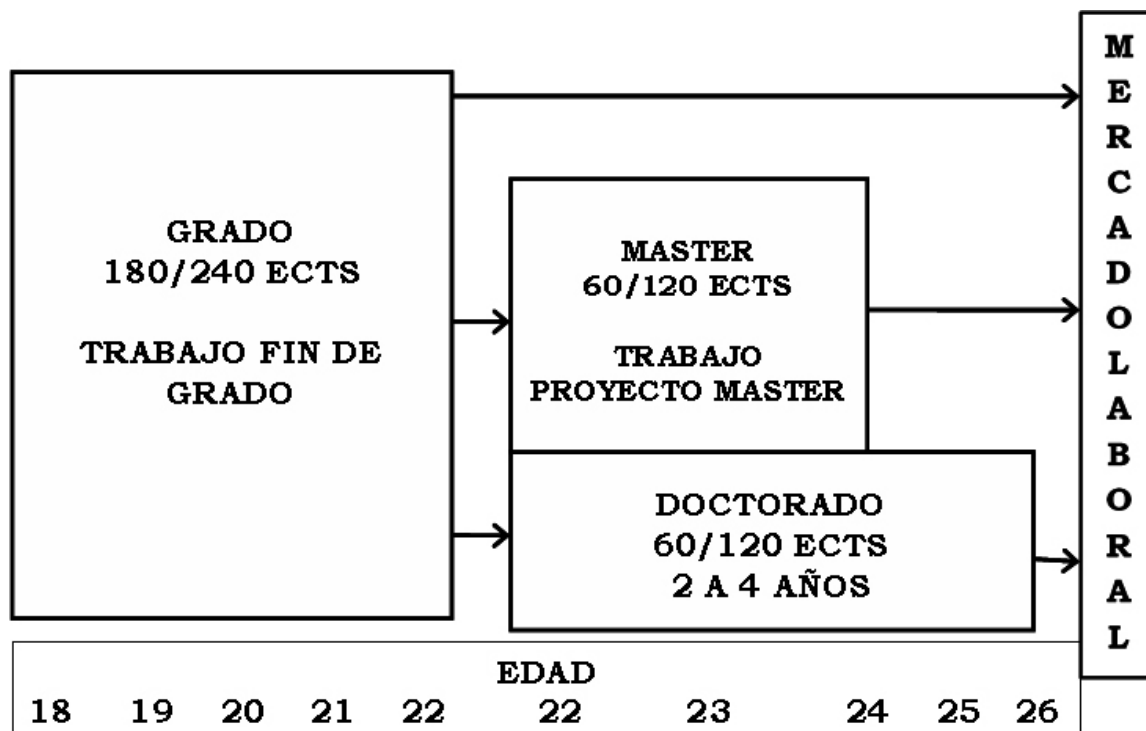 GRADO
180/240 ECTS
TRABAJO FIN DE
GRADO
MASTER
60/120 ECTS
TRABAJO
PROYECTO MASTER
DOCTORADO
60/120 ECTS
2 A 4 AÑOS
M
E
R
C
A
D
O
L
A
B
O
R
A
L
EDAD
18 19 20 21 22 22 23 24 25 26